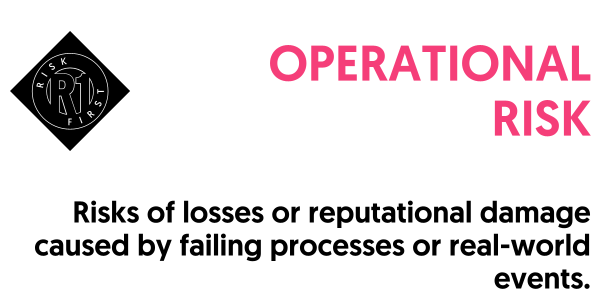 RISK
R1
FIRST
OPERATIONAL
RISK
Risks of losses or reputational damage
caused by failing processes or real-world
events.